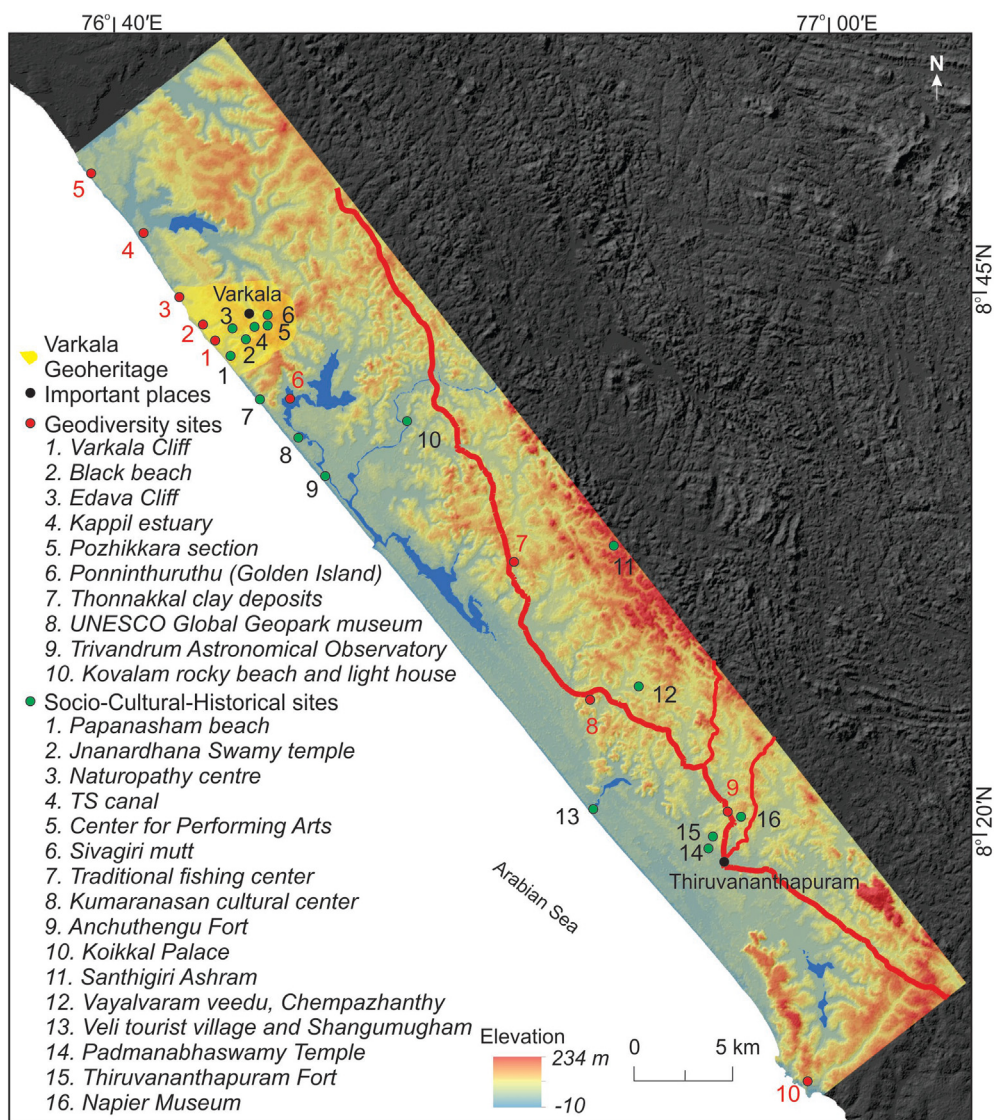 76° 40′E
77° 00′E
N
8° 45′N
8° 20′N
5
4
3
2
1
Varkala
3
6
5
4
2
1
6
7
8
9
10
7
11
12
8
9
16
15
14
13
Thiruvananthapuram
10
Arabian Sea
Varkala
Geoheritage
Important places
Geodiversity sites
1. Varkala Cliff
2. Black beach
3. Edava Cliff
4. Kappil estuary
5. Pozhikkara section
6. Ponninthuruthu (Golden Island)
7. Thonnakkal clay deposits
8. UNESCO Global Geopark museum
9. Trivandrum Astronomical Observatory
10. Kovalam rocky beach and light house
Socio-Cultural-Historical sites
1. Papanasham beach
2. Jnanardhana Swamy temple
3. Naturopathy centre
4. TS canal
5. Center for Performing Arts
6. Sivagiri mutt
7. Traditional fishing center
8. Kumaranasan cultural center
9. Anchuthengu Fort
10. Koikkal Palace
11. Santhigiri Ashram
12. Vayalvaram veedu, Chempazhanthy
13. Veli tourist village and Shangumugham
14. Padmanabhaswamy Temple
15. Thiruvananthapuram Fort
16. Napier Museum
Elevation
234 m
-10
0 5 km